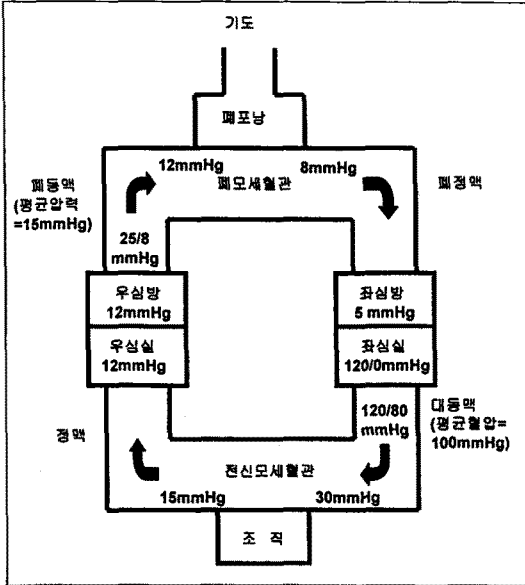 기도
폐포낭
12mmHg
8mmHg
폐동맥
(평균압력
=15mmHg)
폐모세혈관
폐정맥
25/8
mmHg
우심방
12mmHg
좌심방
5 mmHg
우심실
12mmHg
좌심실
120/0mmHg
정맥
120/80
mmHg
대동맥
(평균혈압=
100mmHg)
전신모세혈관
15mmHg
30mmHg
조 직